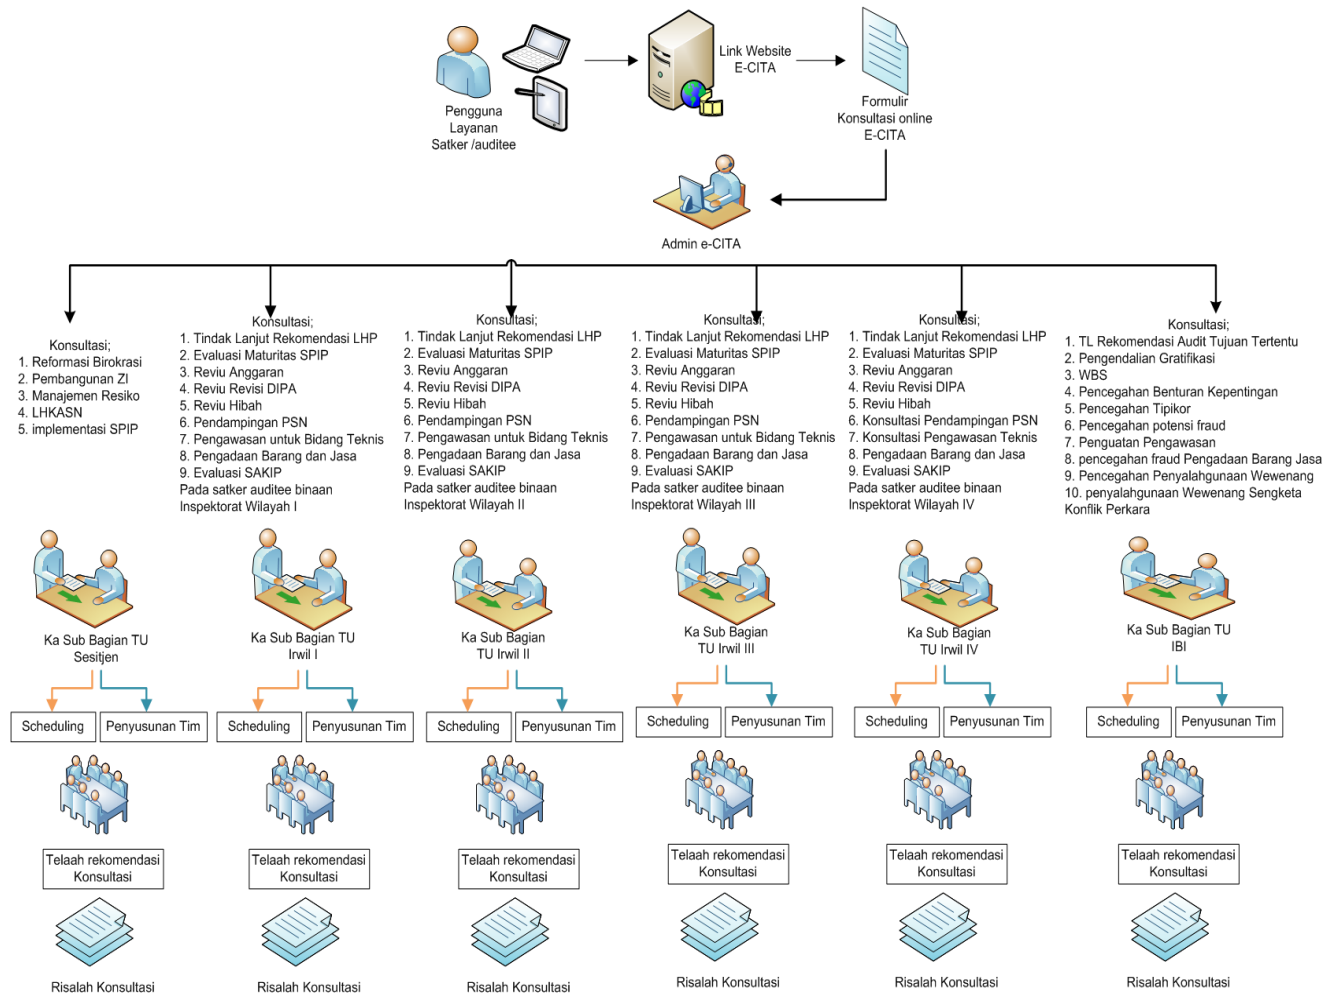 Pengguna
Layanan
Satker /auditee
Link Website
E-CITA
Formulir
Konsultasi online
E-CITA
Admin e-CITA
Konsultasi;
1. Reformasi Birokrasi
2. Pembangunan ZI
3. Manajemen Resiko
4. LHKASN
5. implementasi SPIP
Konsultasi;
1. Tindak Lanjut Rekomendasi LHP
2. Evaluasi Maturitas SPIP
3. Reviu Anggaran
4. Reviu Revisi DIPA
5. Reviu Hibah
6. Pendampingan PSN
7. Pengawasan untuk Bidang Teknis
8. Pengadaan Barang dan Jasa
9. Evaluasi SAKIP
Pada satker auditee binaan
Inspektorat Wilayah I
Konsultasi;
1. Tindak Lanjut Rekomendasi LHP
2. Evaluasi Maturitas SPIP
3. Reviu Anggaran
4. Reviu Revisi DIPA
5. Reviu Hibah
6. Pendampingan PSN
7. Pengawasan untuk Bidang Teknis
8. Pengadaan Barang dan Jasa
9. Evaluasi SAKIP
Pada satker auditee binaan
Inspektorat Wilayah II
Konsultasi;
1. Tindak Lanjut Rekomendasi LHP
2. Evaluasi Maturitas SPIP
3. Reviu Anggaran
4. Reviu Revisi DIPA
5. Reviu Hibah
6. Pendampingan PSN
7. Pengawasan untuk Bidang Teknis
8. Pengadaan Barang dan Jasa
9. Evaluasi SAKIP
Pada satker auditee binaan
Inspektorat Wilayah III
Konsultasi;
1. Tindak Lanjut Rekomendasi LHP
2. Evaluasi Maturitas SPIP
3. Reviu Anggaran
4. Reviu Revisi DIPA
5. Reviu Hibah
6. Konsultasi Pendampingan PSN
7. Konsultasi Pengawasan Teknis
8. Pengadaan Barang dan Jasa
9. Evaluasi SAKIP
Pada satker auditee binaan
Inspektorat Wilayah IV
Konsultasi;
1. TL Rekomendasi Audit Tujuan Tertentu
2. Pengendalian Gratifikasi
3. WBS
4. Pencegahan Benturan Kepentingan
5. Pencegahan Tipikor
6. Pencegahan potensi fraud
7. Penguatan Pengawasan
8. pencegahan fraud Pengadaan Barang Jasa
9. Pencegahan Penyalahgunaan Wewenang
10. penyalahgunaan Wewenang Sengketa
Konflik Perkara
Ka Sub Bagian TU
Sesitjen
Ka Sub Bagian TU
Irwil I
Ka Sub Bagian
TU Irwil II
Ka Sub Bagian
TU Irwil III
Ka Sub Bagian
TU Irwil IV
Ka Sub Bagian TU
IBI
Scheduling
Penyusunan Tim
Scheduling
Penyusunan Tim
Scheduling
Penyusunan Tim
Scheduling
Penyusunan Tim
Scheduling
Penyusunan Tim
Scheduling
Penyusunan Tim
Telaah rekomendasi
Konsultasi
Telaah rekomendasi
Konsultasi
Telaah rekomendasi
Konsultasi
Telaah rekomendasi
Konsultasi
Telaah rekomendasi
Konsultasi
Telaah rekomendasi
Konsultasi
Risalah Konsultasi
Risalah Konsultasi
Risalah Konsultasi
Risalah Konsultasi
Risalah Konsultasi
Risalah Konsultasi